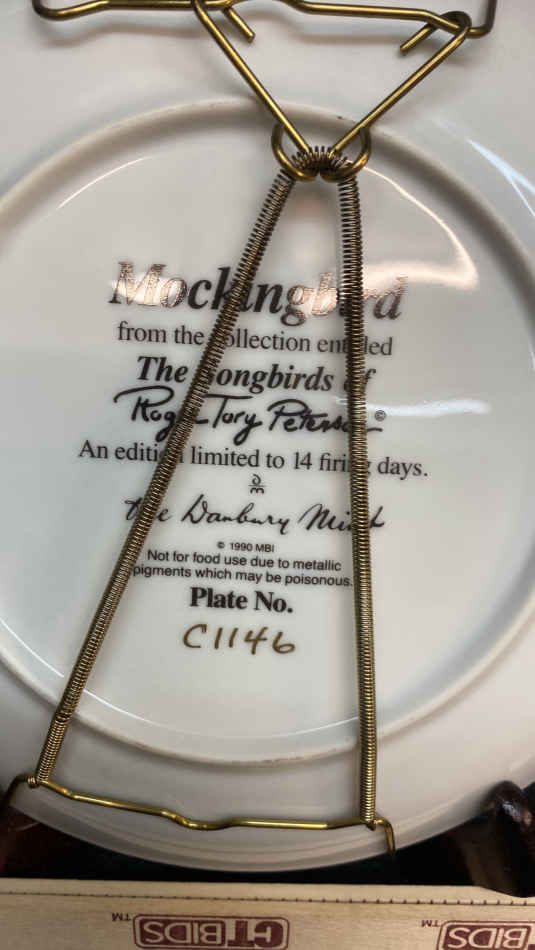 Mockingbird
from the collection entitled
The Songbirds of
Roger Tory Peterson ©
An edition limited to 14 firing days.
The Danbury Mint
© 1990 MBI
Not for food use due to metallic
pigments which may be poisonous.
Plate No.
C1146
CTBIDS™
CTBIDS™